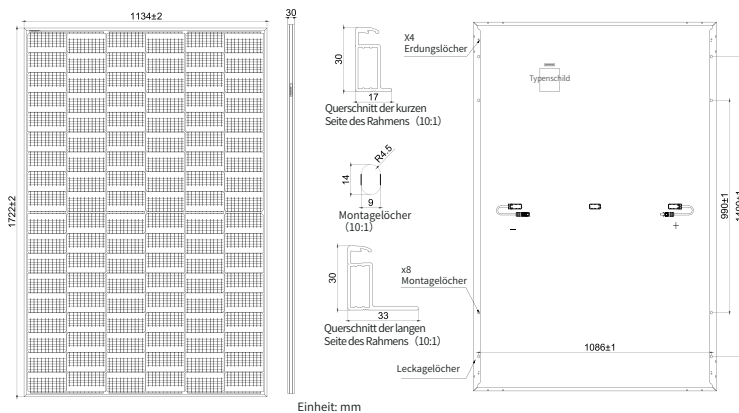 1134±2
30
1722±2
30
17
Querschnitt der kurzen
Seite des Rahmens (10:1)
R4.5
14
9
Montagelöcher
(10:1)
30
33
Querschnitt der langen
Seite des Rahmens (10:1)
X4
Erdungslöcher
Typenschild
x8
Montagelöcher
Leckagelöcher
990±1
1086±1
Einheit: mm